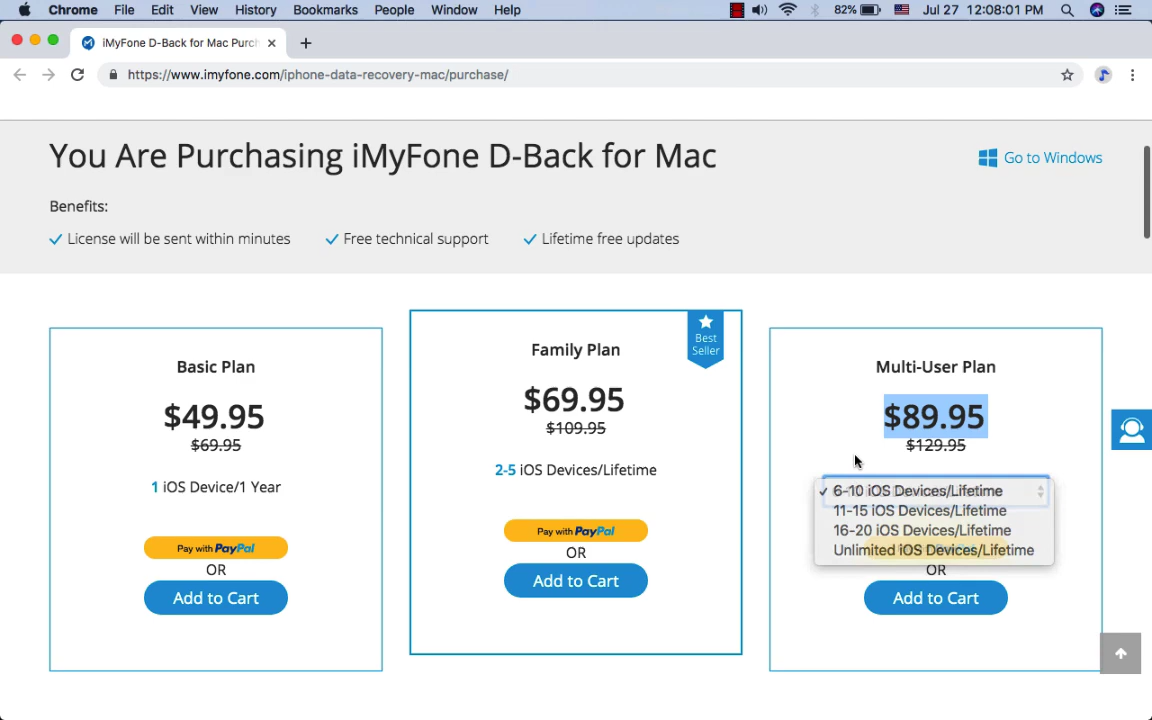 Chrome File Edit View History Bookmarks People Window Help 82% Jul 27 12:08:01 PM
iMyFone D-Back for Mac Purch
https://www.imyfone.com/iphone-data-recovery-mac/purchase/
You Are Purchasing iMyFone D-Back for Mac
Go to Windows
Benefits:
License will be sent within minutes Free technical support Lifetime free updates
Basic Plan
$49.95
$69.95
1 iOS Device/1 Year
Pay with PayPal
OR
Add to Cart
Best
Seller
Family Plan
$69.95
$109.95
2-5 iOS Devices/Lifetime
Pay with PayPal
OR
Add to Cart
Multi-User Plan
$89.95
$129.95
6-10 iOS Devices/Lifetime
11-15 iOS Devices/Lifetime
16-20 iOS Devices/Lifetime
Unlimited iOS Devices/Lifetime
OR
Add to Cart